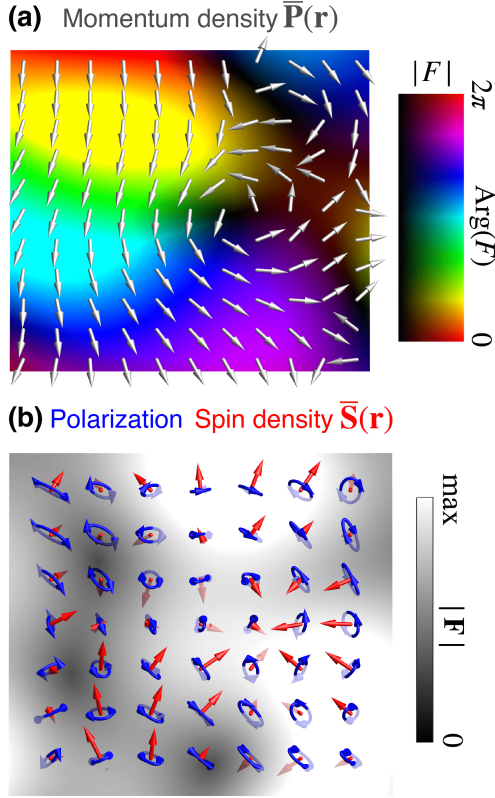 (a) Momentum density P̅(r)
|F|
2π
Arg(F)
0
(b) Polarization Spin density S̅(r)
max
|F|
0